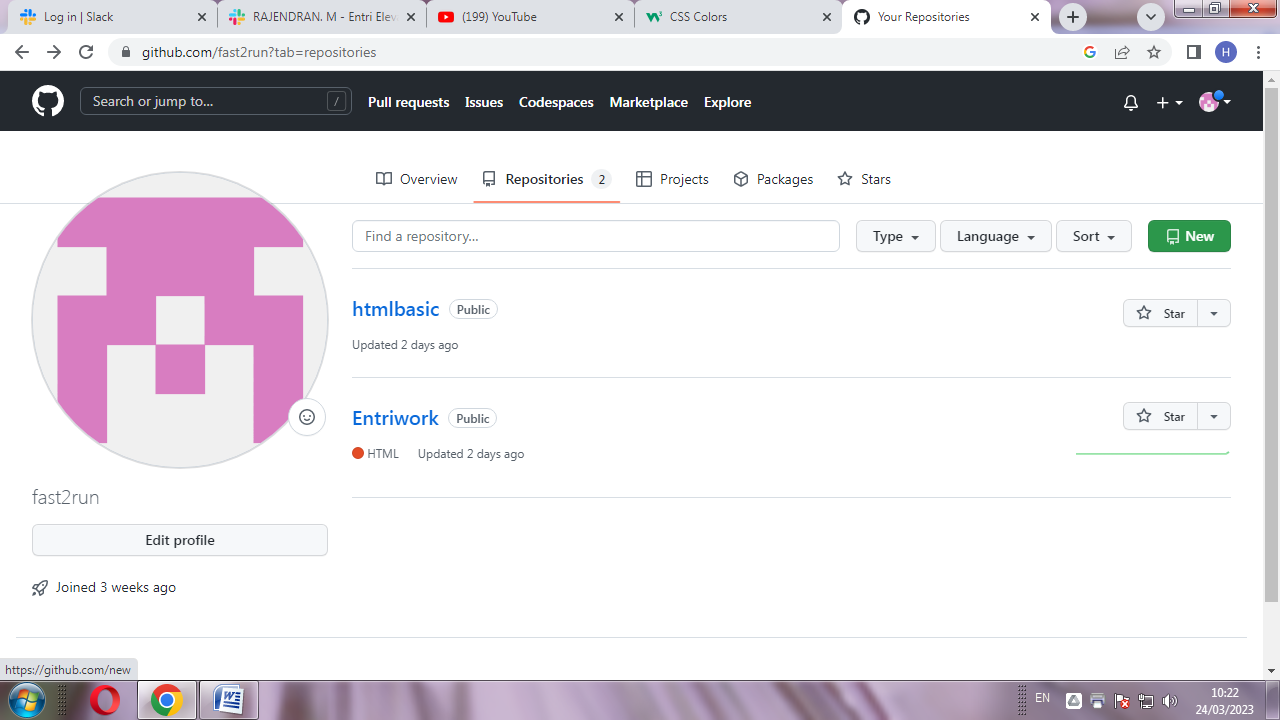 Log in | Slack
RAJENDRAN. M - Entri Elev
(199) YouTube
CSS Colors
Your Repositories
github.com/fast2run?tab=repositories
H
Search or jump to...
/
Pull requests
Issues
Codespaces
Marketplace
Explore
Overview
Repositories 2
Projects
Packages
Stars
Find a repository...
Type
Language
Sort
New
htmlbasic Public
Star
Updated 2 days ago
Entriwork Public
Star
HTML Updated 2 days ago
fast2run
Edit profile
Joined 3 weeks ago
https://github.com/new
EN
10:22
24/03/2023